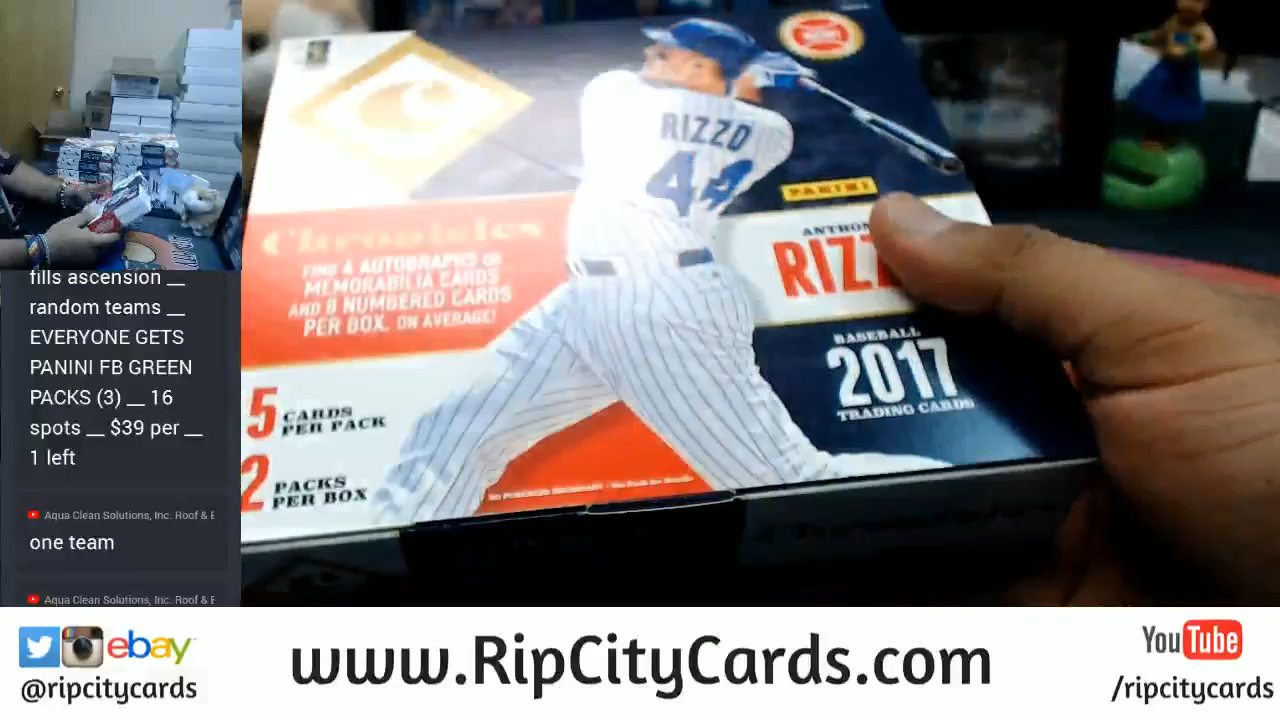 fills ascension __
random teams __
EVERYONE GETS
PANINI FB GREEN
PACKS (3) __ 16
spots __ $39 per __
1 left
Aqua Clean Solutions, Inc. Roof & E
one team
Aqua Clean Solutions, Inc. Roof & E
RIZZO
44
Chronicles
FIND 4 AUTOGRAPHS OR
MEMORABILIA CARDS
AND 8 NUMBERED CARDS
PER BOX, ON AVERAGE!
PANINI
ANTHON
RIZZ
BASEBALL
2017
TRADING CARDS
5 CARDS
PER PACK
2 PACKS
PER BOX
ebay
@ripcitycards
www.RipCityCards.com
YouTube
/ripcitycards